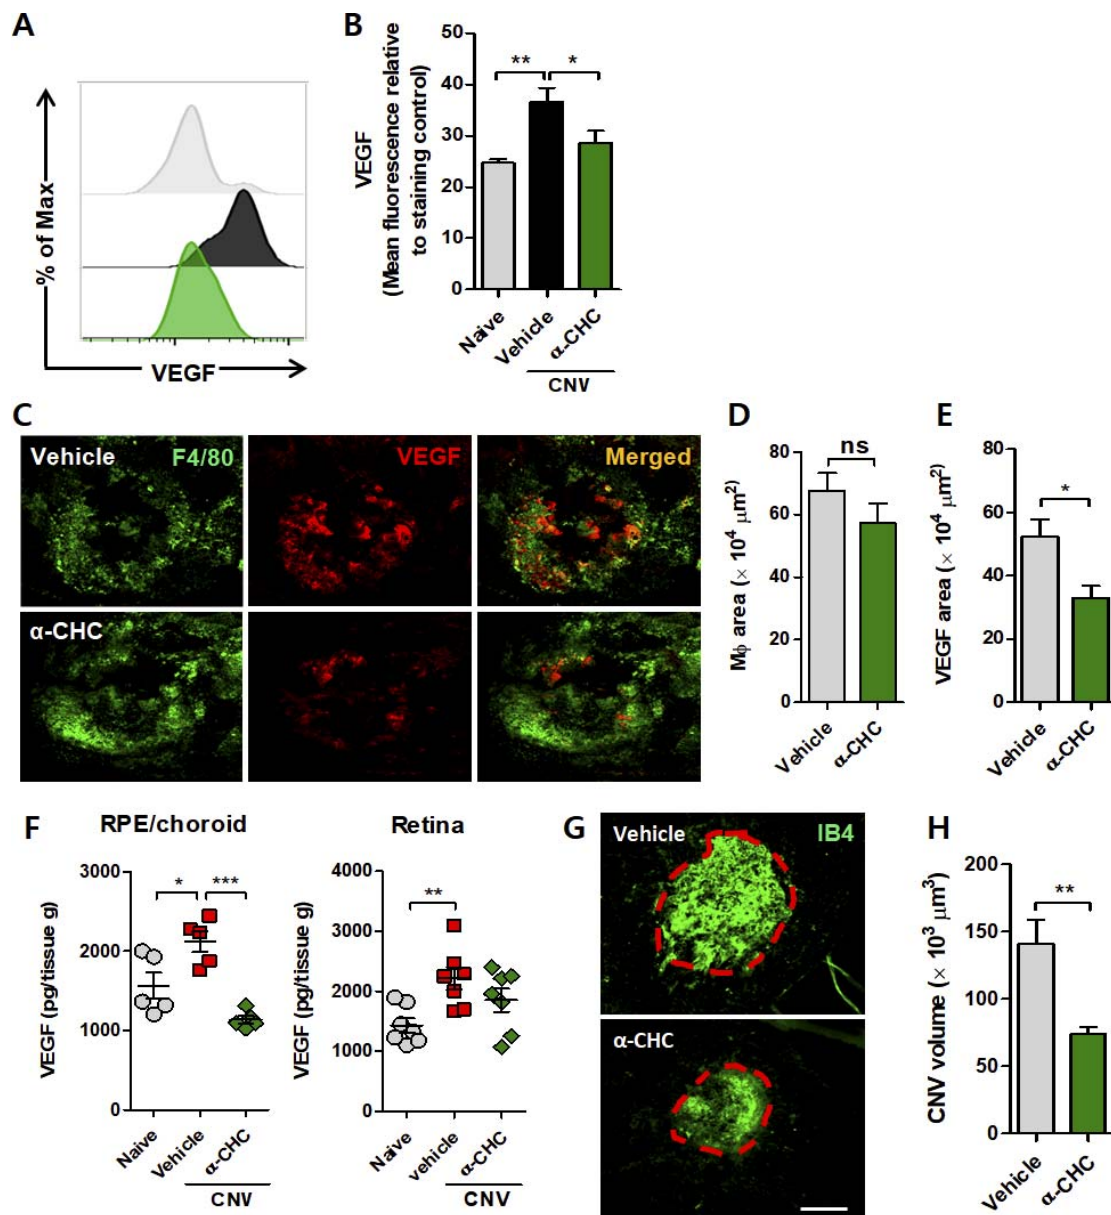 A
% of Max
VEGF
B
VEGF
(Mean fluorescence relative
to staining control)
50
40
30
20
10
0
**
*
Naive
Vehicle
α-CHC
CNV
C
Vehicle
F4/80
VEGF
Merged
α-CHC
D
Mϕ area (× 10⁴ μm²)
80
60
40
20
0
ns
Vehicle
α-CHC
E
VEGF area (× 10⁴ μm²)
80
60
40
20
0
*
Vehicle
α-CHC
F
RPE/choroid
VEGF (pg/tissue g)
3000
2000
1000
0
*
***
Naive
Vehicle
α-CHC
CNV
Retina
VEGF (pg/tissue g)
4000
3000
2000
1000
0
**
Naive
vehicle
α-CHC
CNV
G
Vehicle
IB4
α-CHC
H
CNV volume (× 10³ μm³)
200
150
100
50
0
**
Vehicle
α-CHC